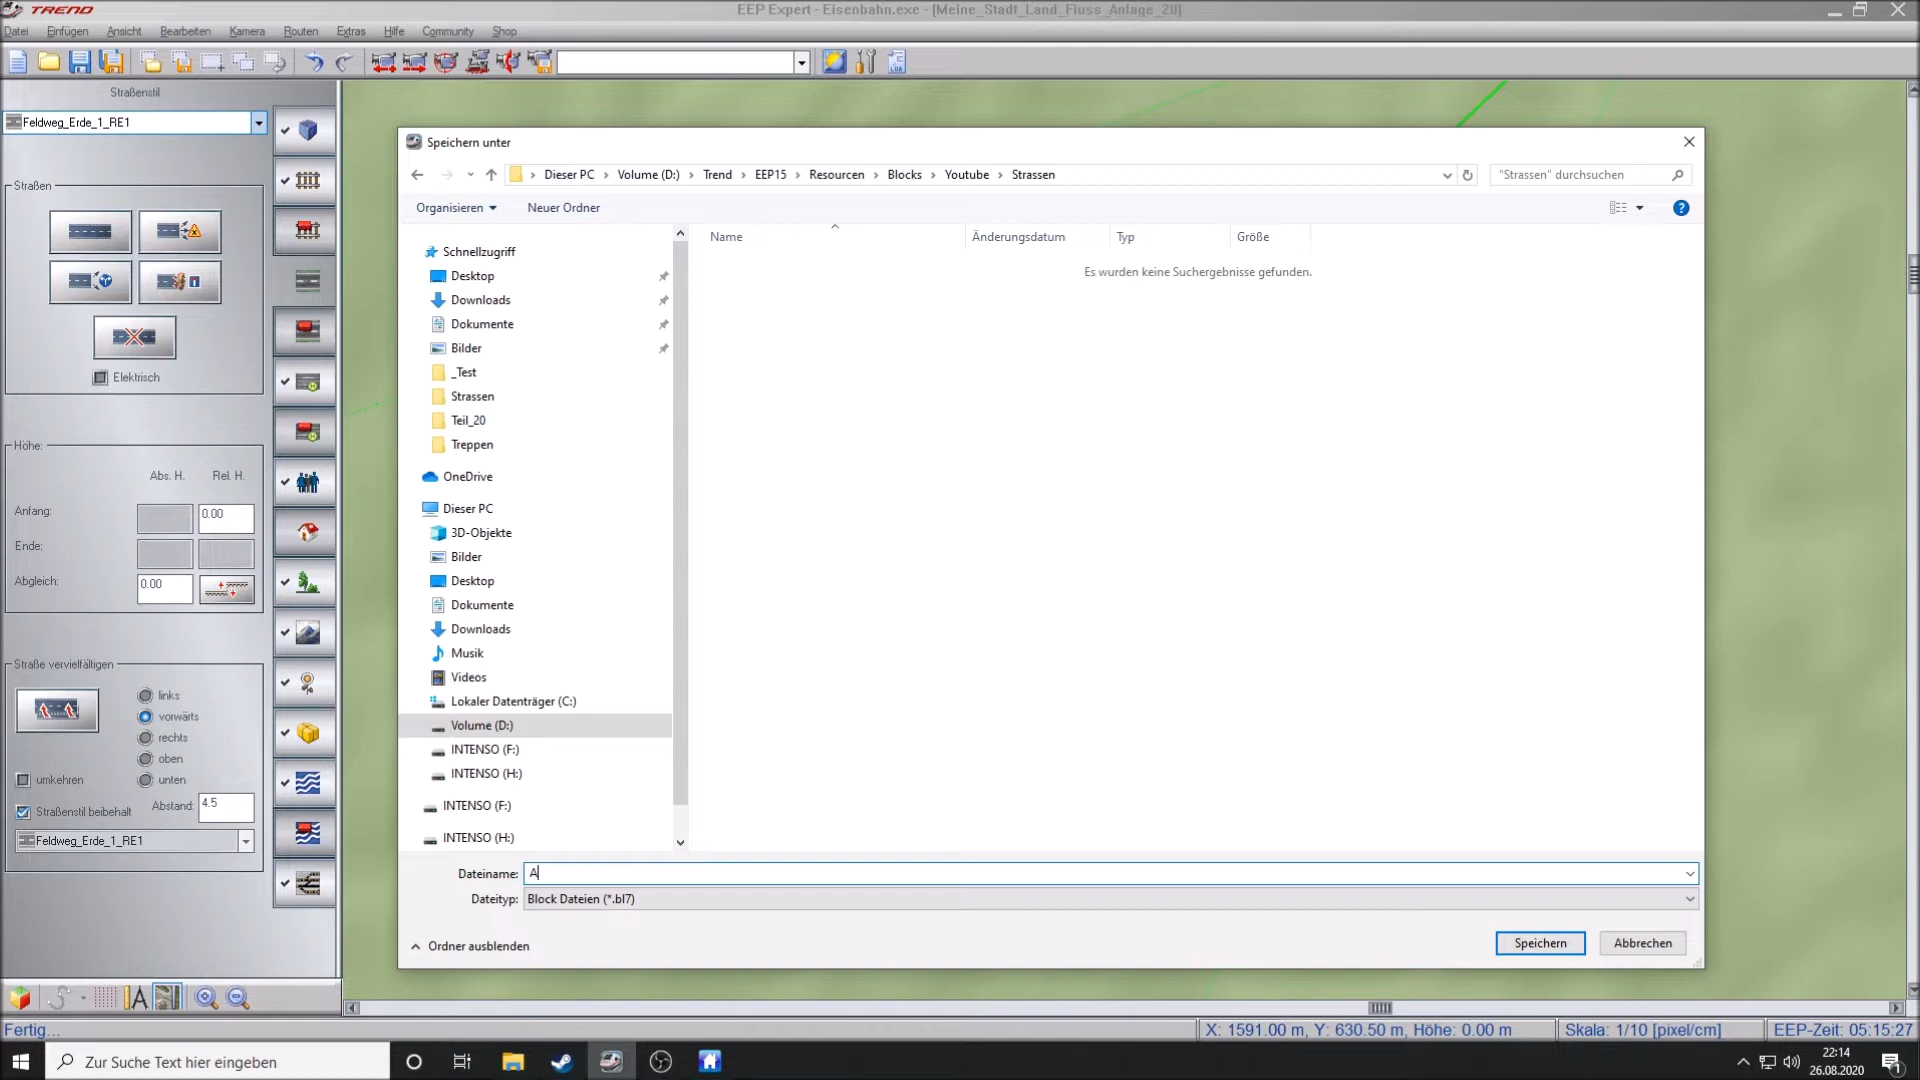 TREND
EEP Expert - Eisenbahn.exe - [Meine_Stadt_Land_Fluss_Anlage_20]
Datei Einfügen Ansicht Bearbeiten Kamera Routen Extras Hilfe Community Shop
LUA
Straßenstil
Feldweg_Erde_1_RE1
Straßen
Elektrisch
Höhe:
Abs. H. Rel. H.
Anfang: 0.00
Ende:
Abgleich: 0.00
Straße vervielfältigen
links
vorwärts
rechts
oben
umkehren unten
Straßenstil beibehalt Abstand: 4.5
Feldweg_Erde_1_RE1
Speichern unter
Dieser PC > Volume (D:) > Trend > EEP15 > Resourcen > Blocks > Youtube > Strassen
"Strassen" durchsuchen
Organisieren Neuer Ordner
Name Änderungsdatum Typ Größe
Es wurden keine Suchergebnisse gefunden.
Schnellzugriff
Desktop
Downloads
Dokumente
Bilder
_Test
Strassen
Teil_20
Treppen
OneDrive
Dieser PC
3D-Objekte
Bilder
Desktop
Dokumente
Downloads
Musik
Videos
Lokaler Datenträger (C:)
Volume (D:)
INTENSO (F:)
INTENSO (H:)
INTENSO (F:)
INTENSO (H:)
Dateiname: A
Dateityp: Block Dateien (*.bl7)
Ordner ausblenden
Speichern Abbrechen
Fertig...
X: 1591.00 m, Y: 630.50 m, Höhe: 0.00 m
Skala: 1/10 [pixel/cm]
EEP-Zeit: 05:15:27
Zur Suche Text hier eingeben
22:14
26.08.2020
1